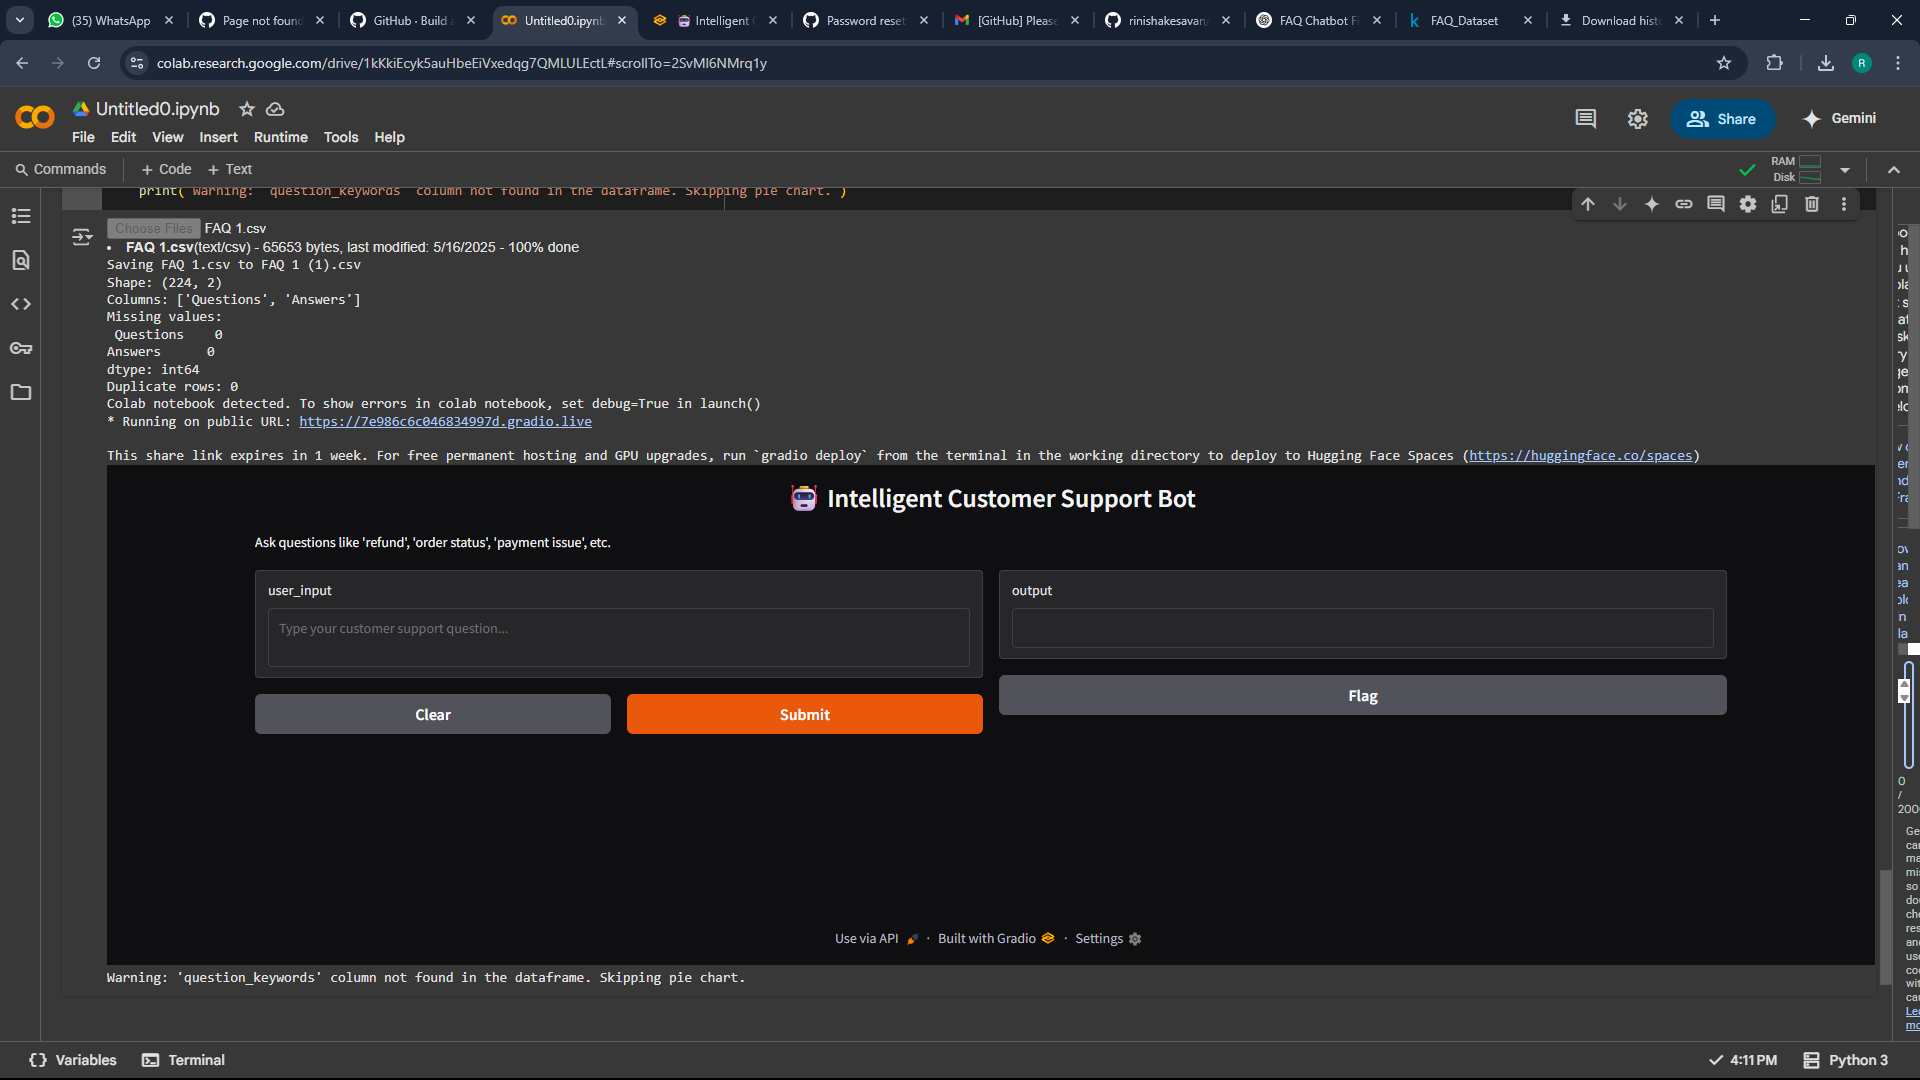 (35) WhatsApp
Page not foun
GitHub · Build a
Untitled0.ipynb
Intelligent C
Password rese
[GitHub] Please
rinishakesavan/
FAQ Chatbot Fi
FAQ_Dataset
Download histo
colab.research.google.com/drive/1kKkiEcyk5auHbeEiVxedqg7QMLULEctL#scrollTo=2SvMl6NMrq1y
R
Untitled0.ipynb
File Edit View Insert Runtime Tools Help
Share
Gemini
Commands + Code + Text
RAM
Disk
print("Warning: 'question_keywords' column not found in the dataframe. Skipping pie chart.")
Choose Files FAQ 1.csv
• FAQ 1.csv(text/csv) - 65653 bytes, last modified: 5/16/2025 - 100% done
Saving FAQ 1.csv to FAQ 1 (1).csv
Shape: (224, 2)
Columns: ['Questions', 'Answers']
Missing values:
Questions 0
Answers 0
dtype: int64
Duplicate rows: 0
Colab notebook detected. To show errors in colab notebook, set debug=True in launch()
* Running on public URL: https://7e986c6c046834997d.gradio.live
This share link expires in 1 week. For free permanent hosting and GPU upgrades, run `gradio deploy` from the terminal in the working directory to deploy to Hugging Face Spaces (https://huggingface.co/spaces)
Intelligent Customer Support Bot
Ask questions like 'refund', 'order status', 'payment issue', etc.
user_input
Type your customer support question...
output
Clear
Submit
Flag
Use via API · Built with Gradio · Settings
Warning: 'question_keywords' column not found in the dataframe. Skipping pie chart.
Variables Terminal
4:11 PM Python 3